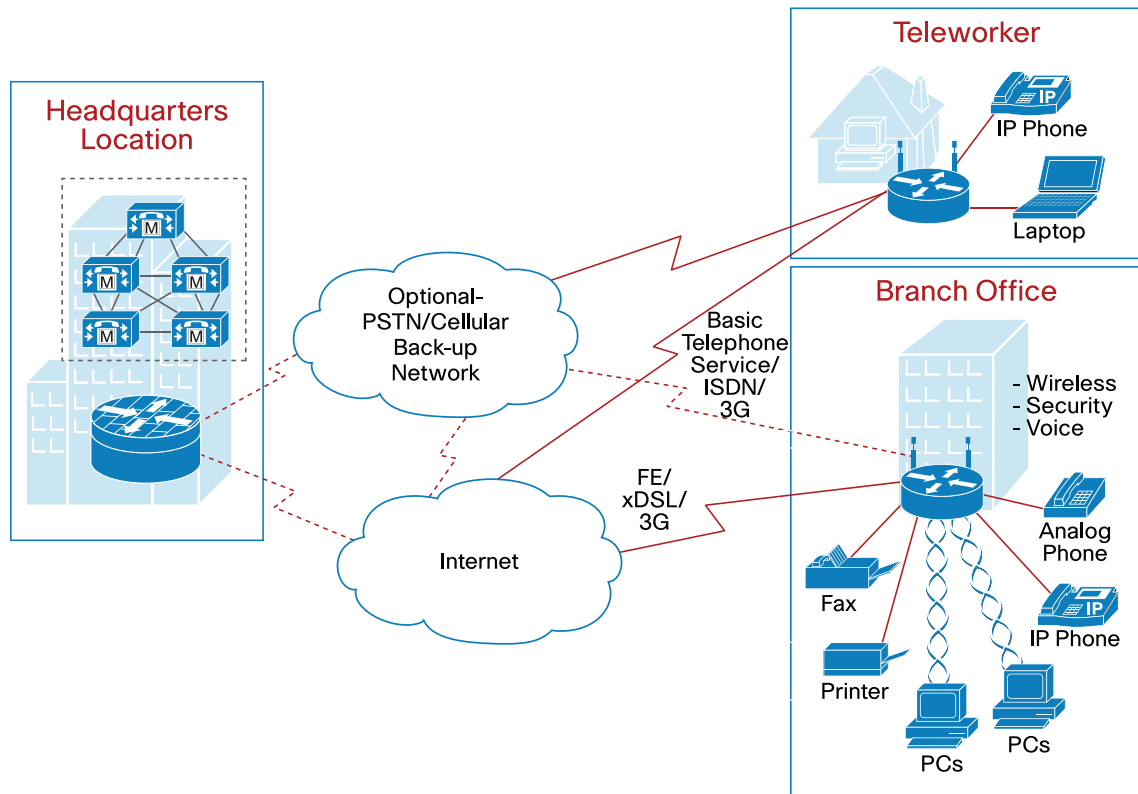 Headquarters
Location
M
M
M
M
M
Optional-
PSTN/Cellular
Back-up
Network
Internet
Basic
Telephone
Service/
ISDN/
3G
FE/
xDSL/
3G
Teleworker
IP
IP Phone
Laptop
Branch Office
- Wireless
- Security
- Voice
Analog
Phone
Fax
IP
IP Phone
Printer
PCs
PCs